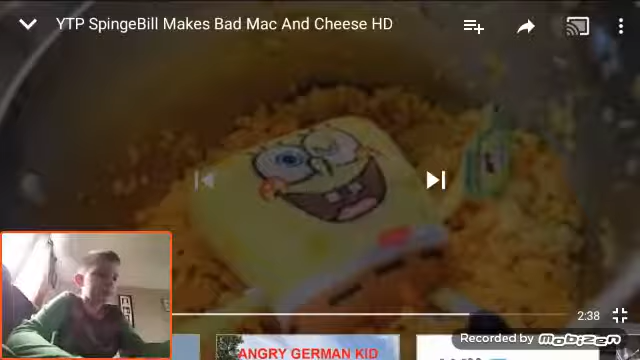 YTP SpingeBill Makes Bad Mac And Cheese HD
2:38
Recorded by MOBIZEN
ANGRY GERMAN KID